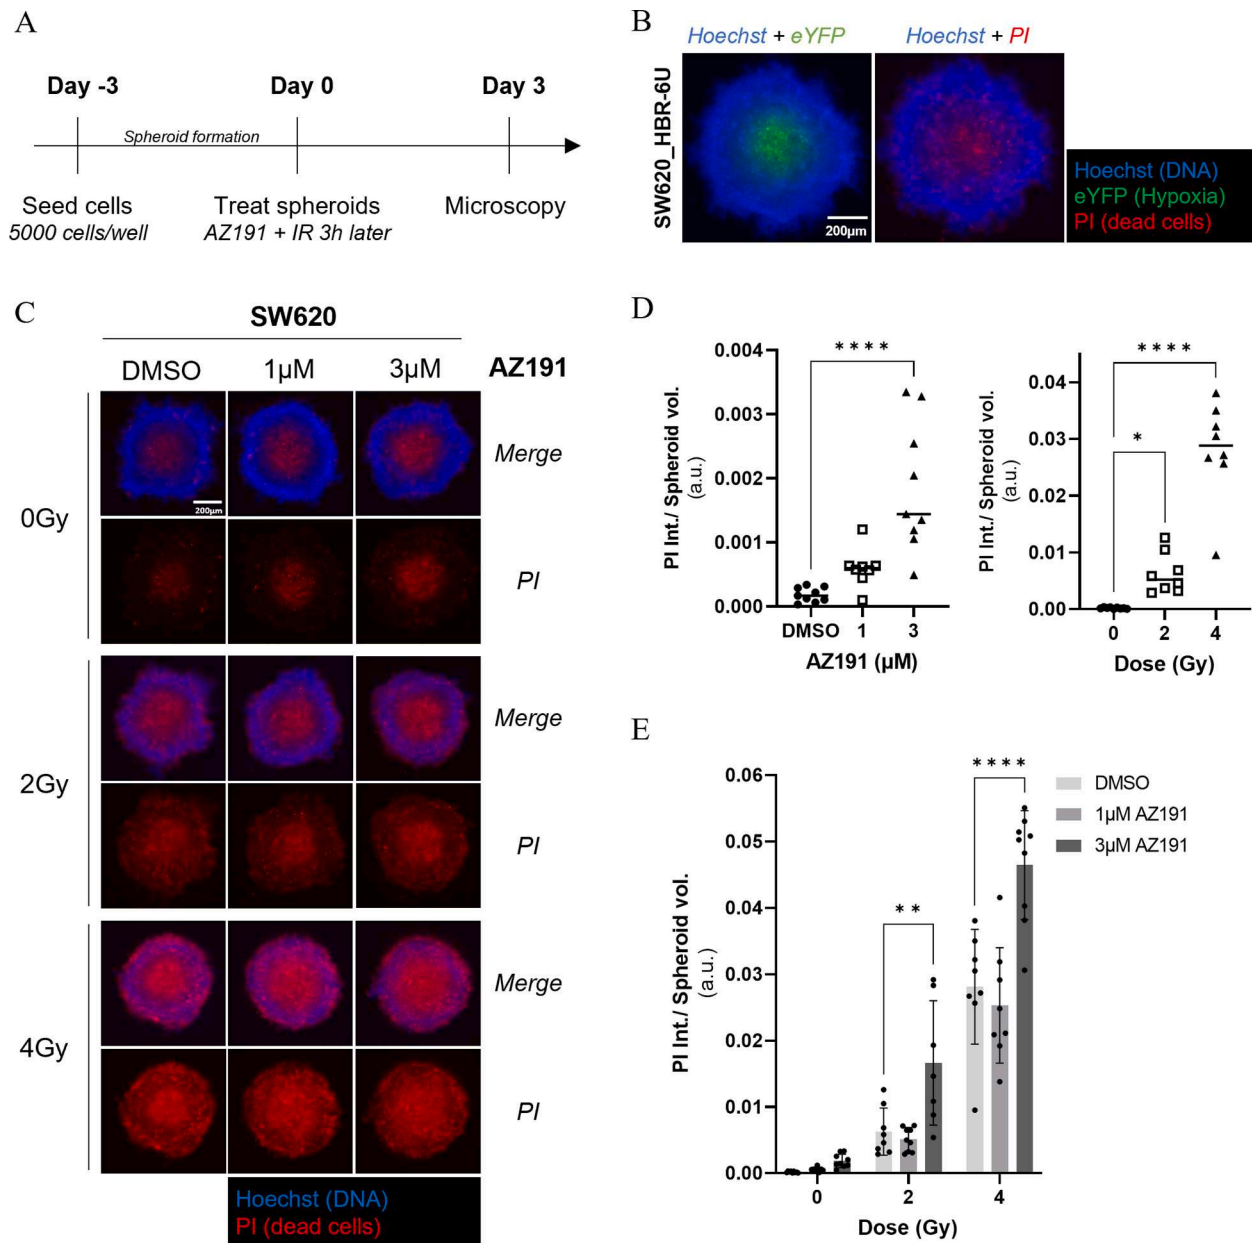 A
Day -3
Day 0
Day 3
Spheroid formation
Seed cells
5000 cells/well
Treat spheroids
AZ191 + IR 3h later
Microscopy
B
Hoechst + eYFP
Hoechst + PI
SW620_HBR-6U
200µm
Hoechst (DNA)
eYFP (Hypoxia)
PI (dead cells)
C
SW620
DMSO
1µM
3µM
AZ191
0Gy
200µm
Merge
PI
2Gy
Merge
PI
4Gy
Merge
PI
Hoechst (DNA)
PI (dead cells)
D
PI Int./ Spheroid vol.
(a.u.)
0.004
0.003
0.002
0.001
0.000
****
DMSO
1
3
AZ191 (µM)
PI Int./ Spheroid vol.
(a.u.)
0.04
0.03
0.02
0.01
0.00
****
*
0
2
4
Dose (Gy)
E
PI Int./ Spheroid vol.
(a.u.)
0.06
0.05
0.04
0.03
0.02
0.01
0.00
**
****
DMSO
1µM AZ191
3µM AZ191
0
2
4
Dose (Gy)